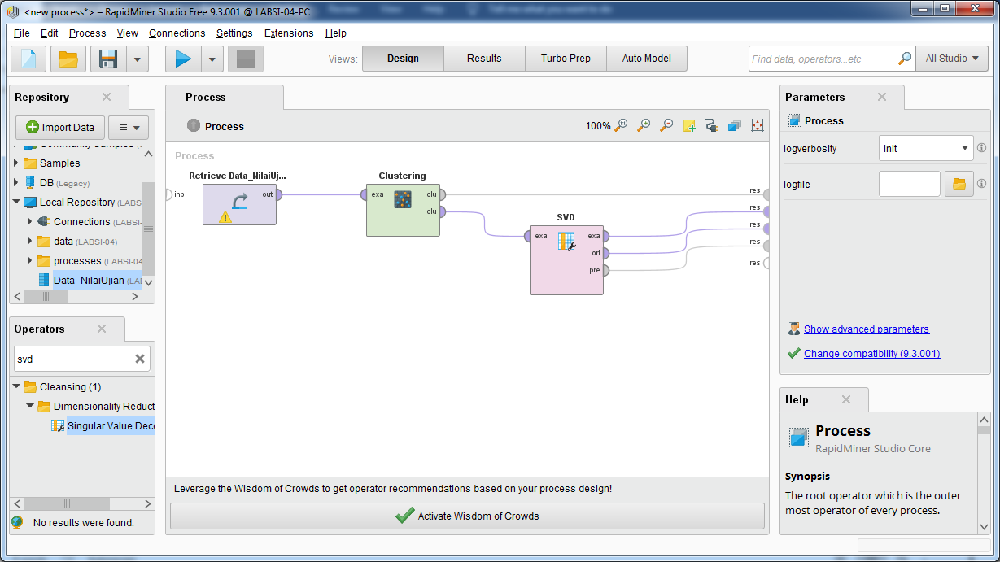 <new process*> – RapidMiner Studio Free 9.3.001 @ LABSI-04-PC
File Edit Process View Connections Settings Extensions Help
Views: Design Results Turbo Prep Auto Model
Find data, operators...etc
All Studio
Repository
Import Data
Community Samples
Samples
DB (Legacy)
Local Repository (LABS
Connections (LABSI-
data (LABSI-04)
processes (LABSI-04
Data_NilaiUjian (LA
Operators
svd
Cleansing (1)
Dimensionality Reduct
Singular Value Deco
No results were found.
Process
Process
100%
Process
inp
Retrieve Data_NilaiUj...
out
Clustering
exa
clu
clu
SVD
exa
exa
ori
pre
res
res
res
res
res
Leverage the Wisdom of Crowds to get operator recommendations based on your process design!
Activate Wisdom of Crowds
Parameters
Process
logverbosity
init
logfile
Show advanced parameters
Change compatibility (9.3.001)
Help
Process
RapidMiner Studio Core
Synopsis
The root operator which is the outer
most operator of every process.